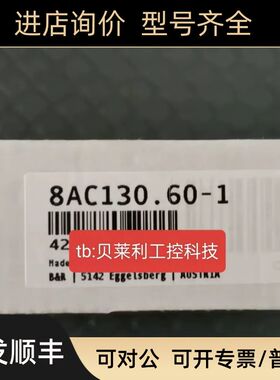 进店询价 型号齐全
8AC130.60-1
42
tb:贝莱利工控科技
Made
B&R | 5142 Eggelsberg | AUSTRIA
发顺丰
可对公 可开专票/普